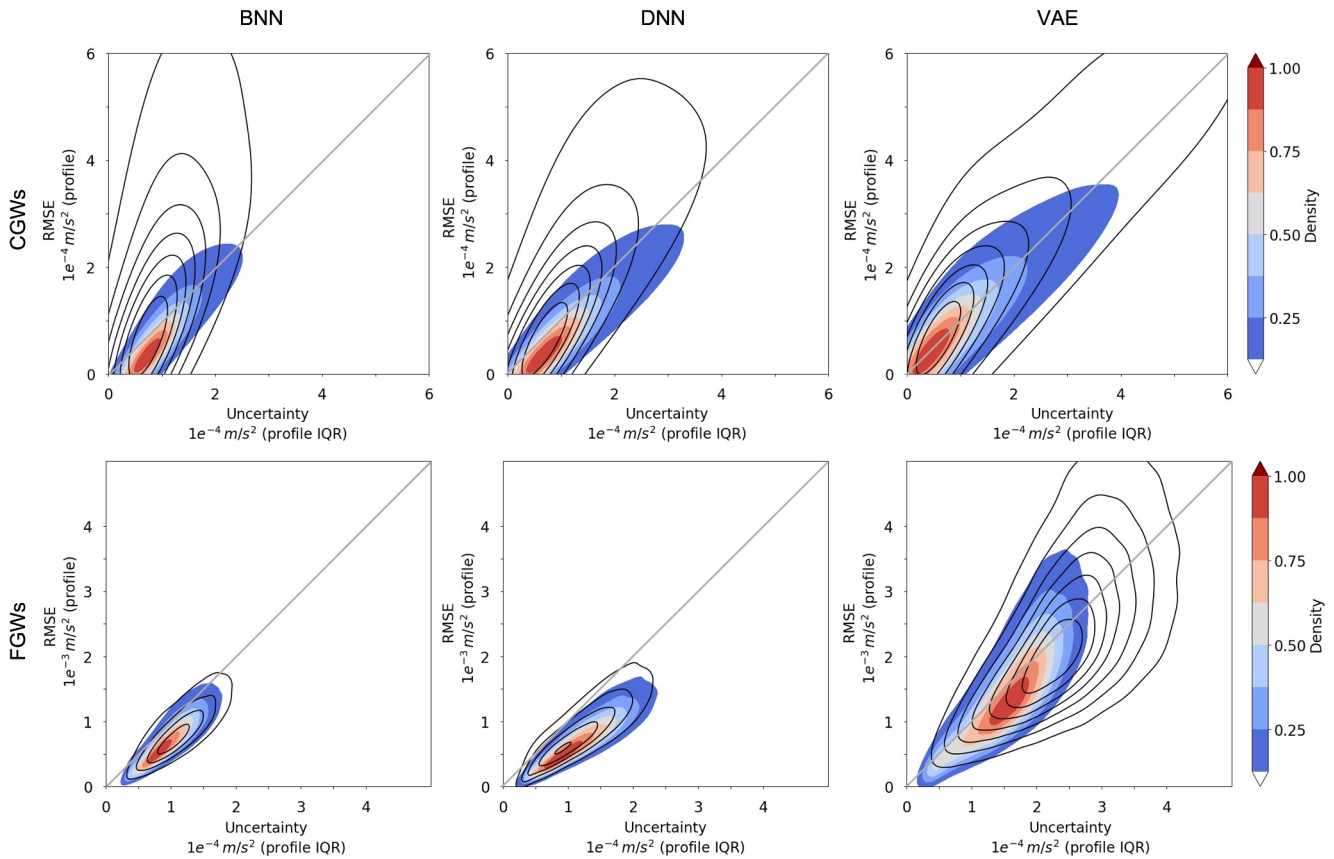 BNN DNN VAE
CGWs
RMSE
1e⁻⁴ m/s² (profile)
6
4
2
0
0 2 4 6
Uncertainty
1e⁻⁴ m/s² (profile IQR)
RMSE
1e⁻⁴ m/s² (profile)
6
4
2
0
0 2 4 6
Uncertainty
1e⁻⁴ m/s² (profile IQR)
RMSE
1e⁻⁴ m/s² (profile)
6
4
2
0
0 2 4 6
Uncertainty
1e⁻⁴ m/s² (profile IQR)
1.00
0.75
0.50
0.25
Density
FGWs
RMSE
1e⁻³ m/s² (profile)
4
3
2
1
0
0 1 2 3 4
Uncertainty
1e⁻⁴ m/s² (profile IQR)
RMSE
1e⁻³ m/s² (profile)
4
3
2
1
0
0 1 2 3 4
Uncertainty
1e⁻⁴ m/s² (profile IQR)
RMSE
1e⁻³ m/s² (profile)
4
3
2
1
0
0 1 2 3 4
Uncertainty
1e⁻⁴ m/s² (profile IQR)
1.00
0.75
0.50
0.25
Density